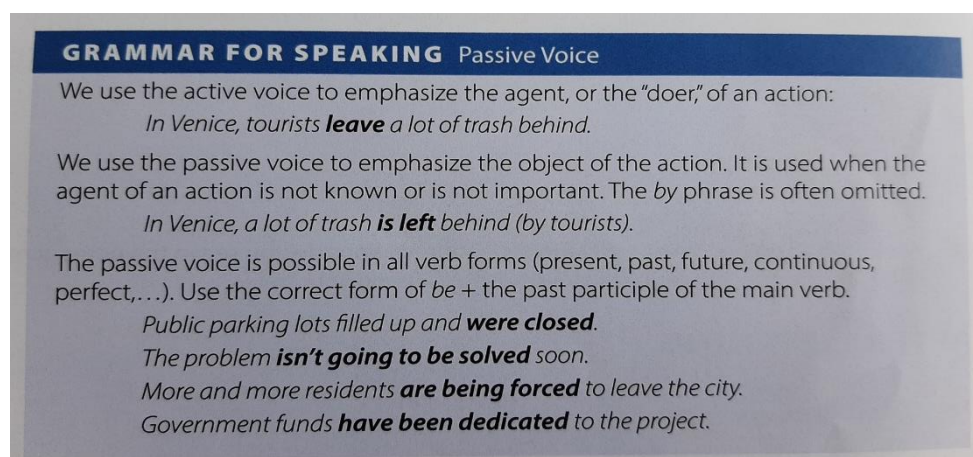 GRAMMAR FOR SPEAKING Passive Voice
We use the active voice to emphasize the agent, or the “doer,” of an action:
In Venice, tourists leave a lot of trash behind.
We use the passive voice to emphasize the object of the action. It is used when the
agent of an action is not known or is not important. The by phrase is often omitted.
In Venice, a lot of trash is left behind (by tourists).
The passive voice is possible in all verb forms (present, past, future, continuous,
perfect,…). Use the correct form of be + the past participle of the main verb.
Public parking lots filled up and were closed.
The problem isn’t going to be solved soon.
More and more residents are being forced to leave the city.
Government funds have been dedicated to the project.